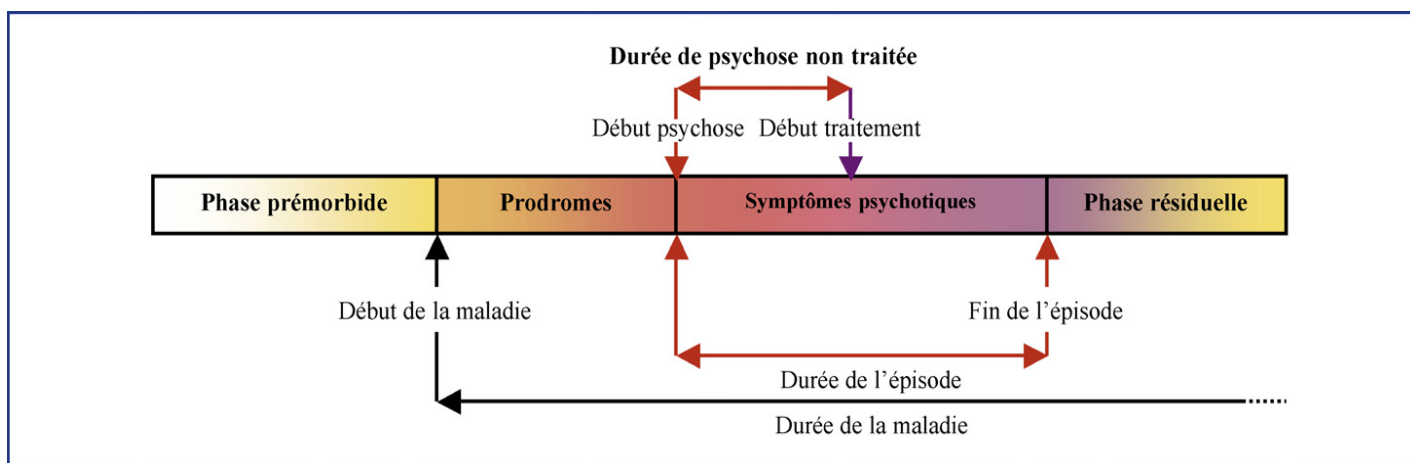 Durée de psychose non traitée
Début psychose
Début traitement
Phase prémorbide
Prodromes
Symptômes psychotiques
Phase résiduelle
Début de la maladie
Fin de l’épisode
Durée de l’épisode
Durée de la maladie